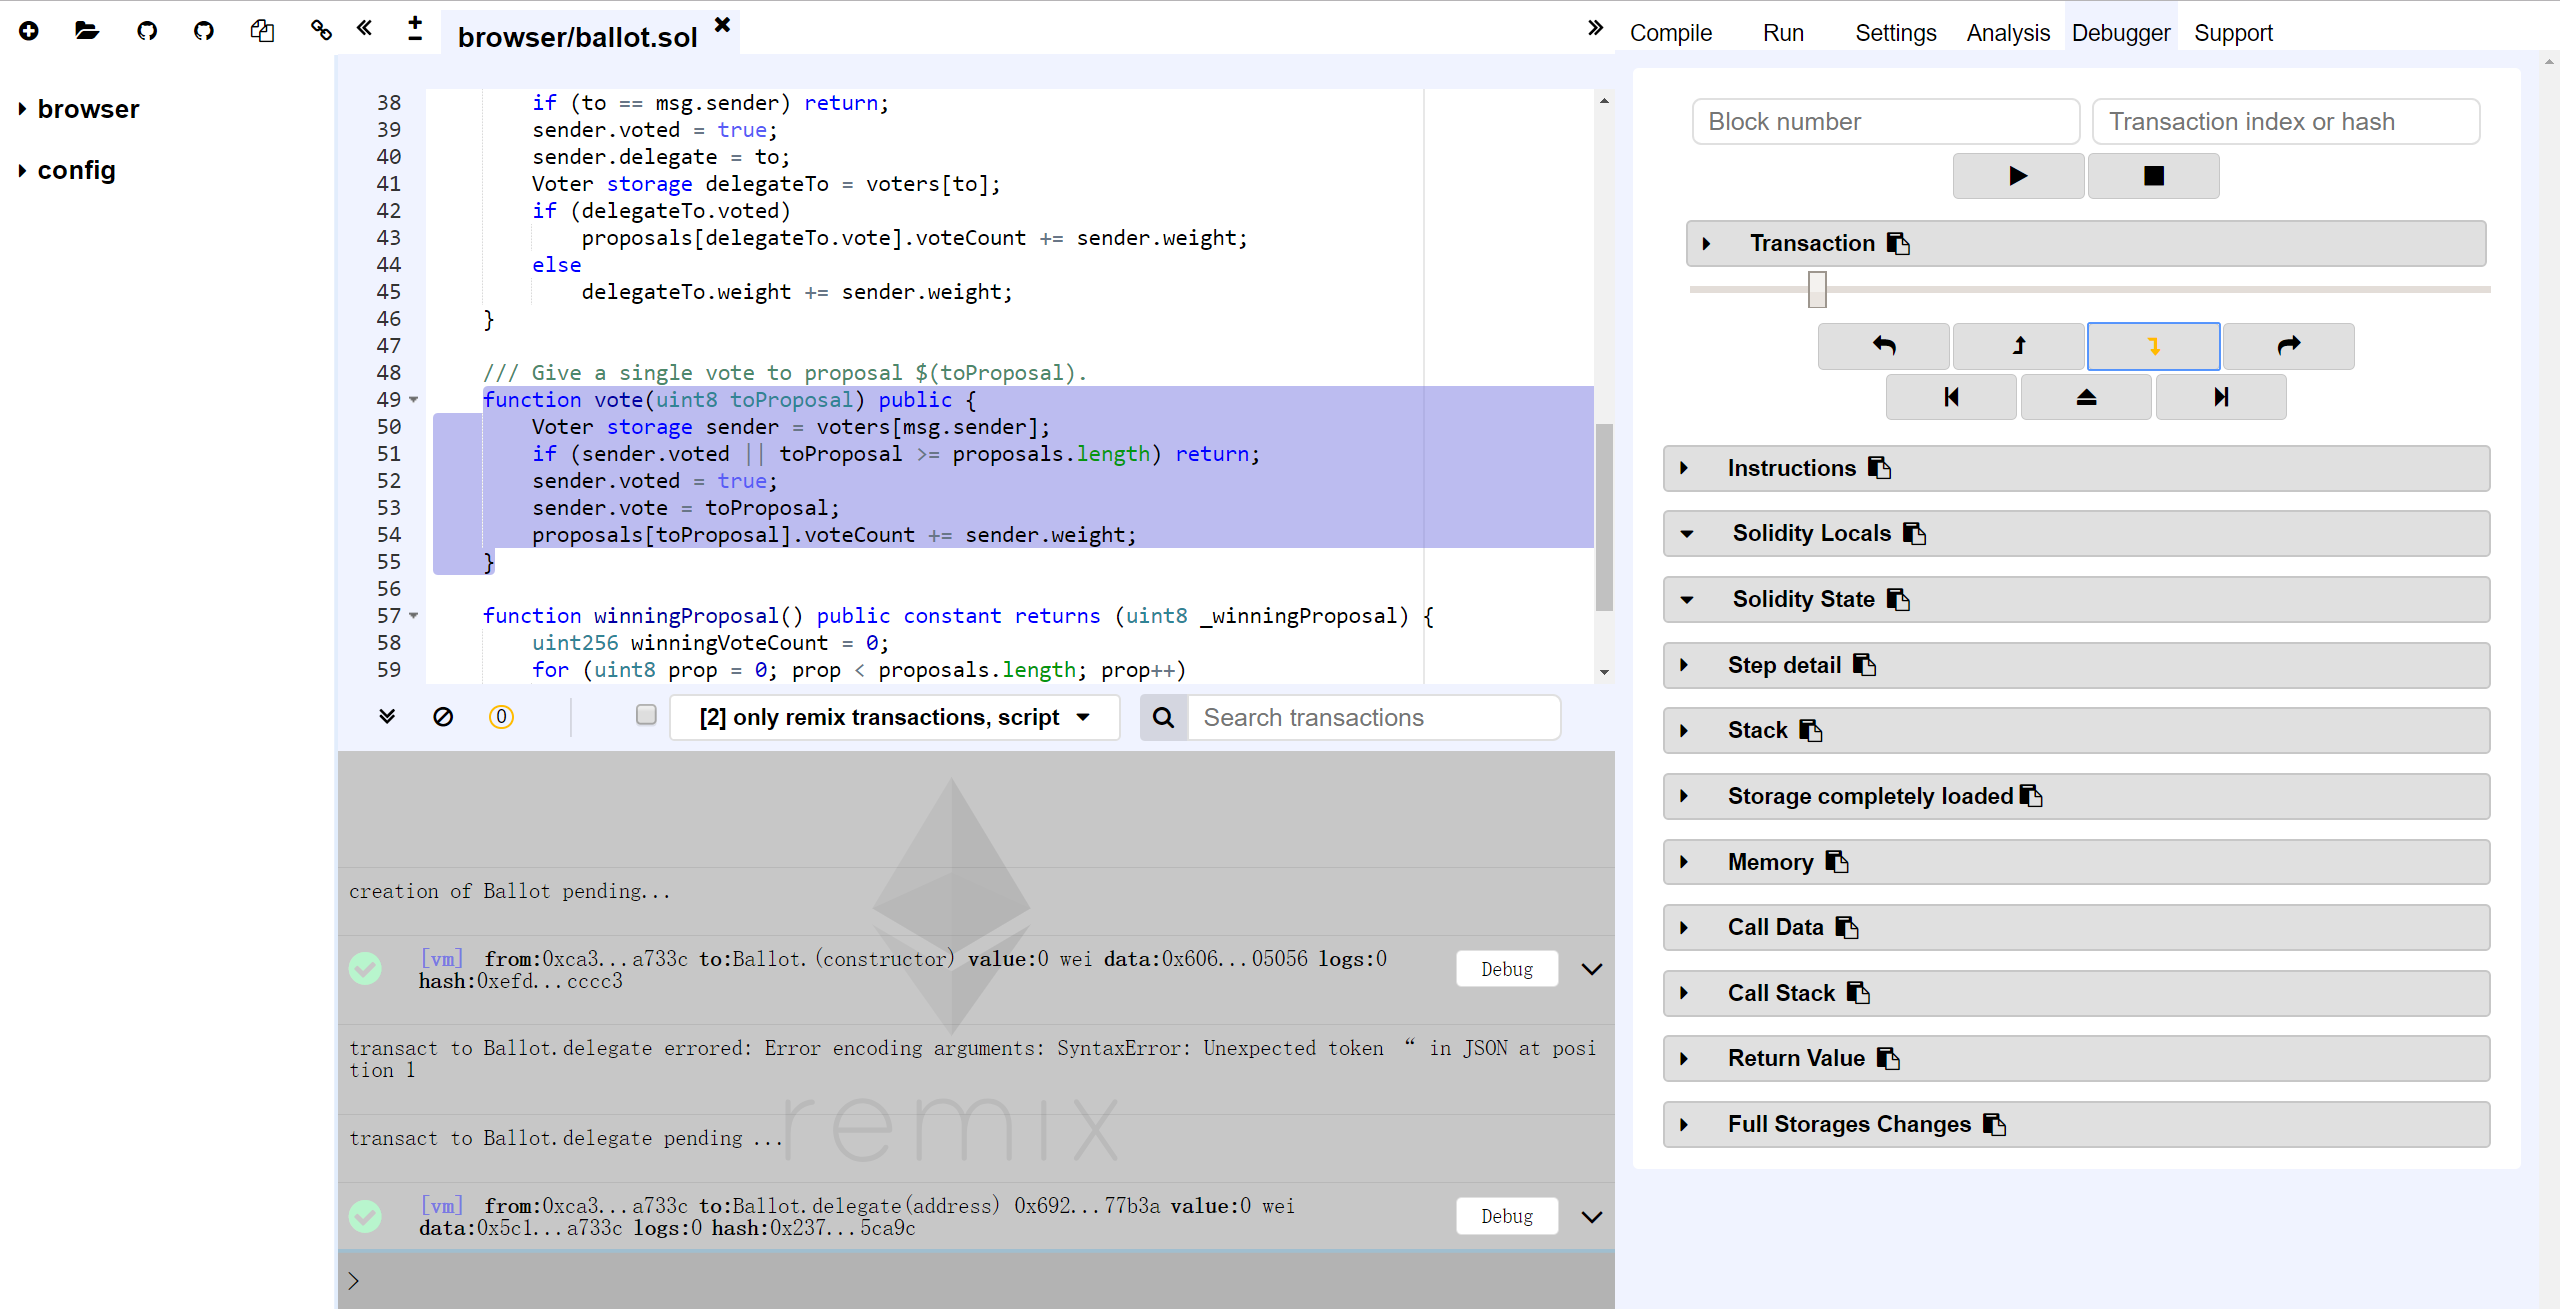 browser/ballot.sol
Compile Run Settings Analysis Debugger Support
browser
config
38 if (to == msg.sender) return;
39 sender.voted = true;
40 sender.delegate = to;
41 Voter storage delegateTo = voters[to];
42 if (delegateTo.voted)
43 proposals[delegateTo.vote].voteCount += sender.weight;
44 else
45 delegateTo.weight += sender.weight;
46 }
47
48 /// Give a single vote to proposal $(toProposal).
49 function vote(uint8 toProposal) public {
50 Voter storage sender = voters[msg.sender];
51 if (sender.voted || toProposal >= proposals.length) return;
52 sender.voted = true;
53 sender.vote = toProposal;
54 proposals[toProposal].voteCount += sender.weight;
55 }
56
57 function winningProposal() public constant returns (uint8 _winningProposal) {
58 uint256 winningVoteCount = 0;
59 for (uint8 prop = 0; prop < proposals.length; prop++)
0 [2] only remix transactions, script Search transactions
creation of Ballot pending...
[vm] from:0xca3...a733c to:Ballot.(constructor) value:0 wei data:0x606...05056 logs:0
hash:0xefd...cccc3
Debug
transact to Ballot.delegate errored: Error encoding arguments: SyntaxError: Unexpected token “ in JSON at posi
tion 1
remix
transact to Ballot.delegate pending ...
[vm] from:0xca3...a733c to:Ballot.delegate(address) 0x692...77b3a value:0 wei
data:0x5c1...a733c logs:0 hash:0x237...5ca9c
Debug
>
Block number Transaction index or hash
Transaction
Instructions
Solidity Locals
Solidity State
Step detail
Stack
Storage completely loaded
Memory
Call Data
Call Stack
Return Value
Full Storages Changes